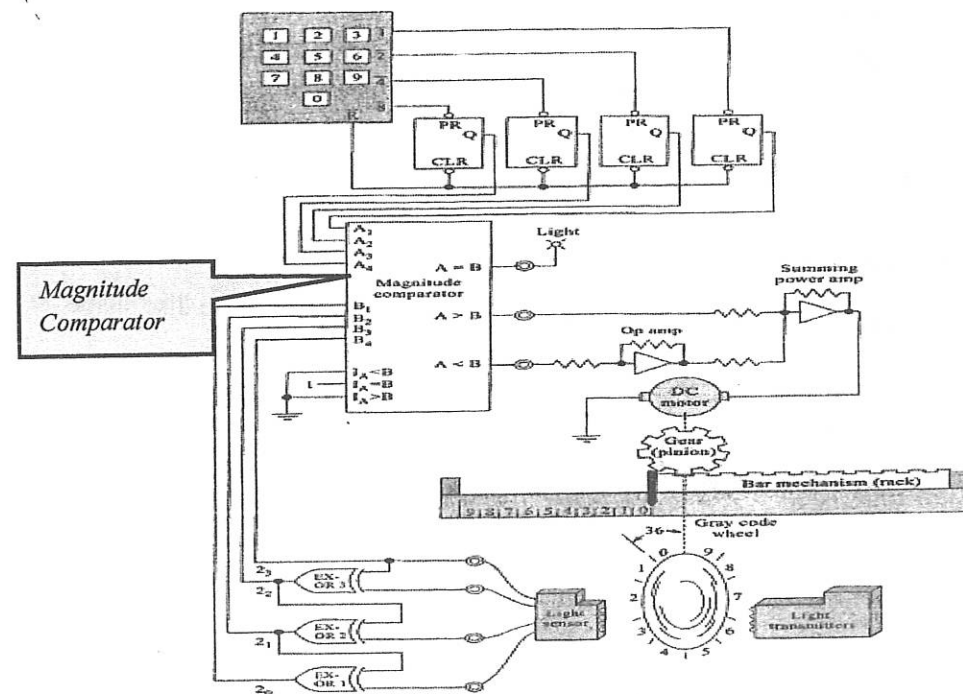 1 2 3 1
4 5 6 2
7 8 9 4
0 8
R
PR PR PR PR
Q Q Q Q
CLR CLR CLR CLR
A1
A2
A3
A4
Magnitude
comparator
A = B
A > B
A < B
B1
B2
B3
B4
IA<B
1 IA=B
IA>B
Light
Magnitude
Comparator
Summing
power amp
Op amp
DC
motor
Gear
(pinion)
Bar mechanism (rack)
9 8 7 6 5 4 3 2 1 0
Gray code
wheel
36
0 9
1 8
2 7
3 6
4 5
Light
sensor
Light
transmitters
23
22
EX-
OR 3
21
EX-
OR 2
20
EX-
OR 1